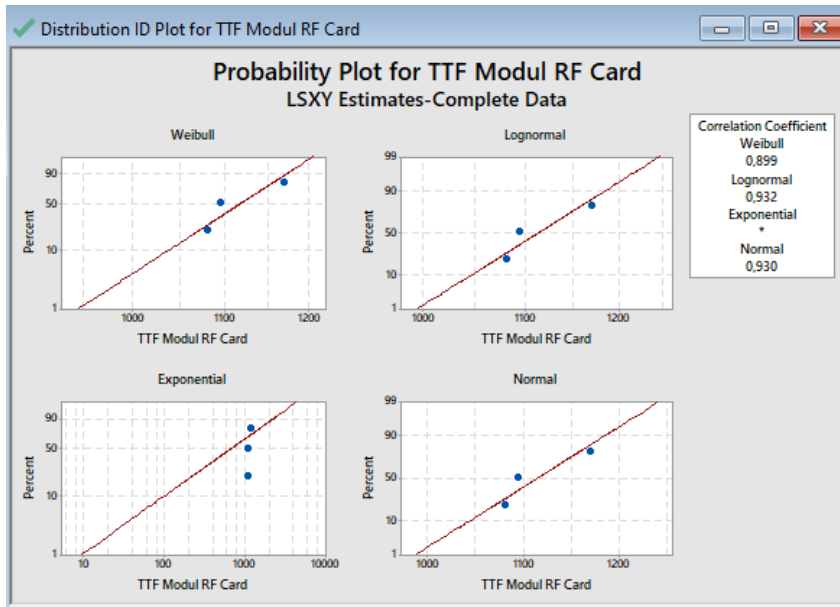 Distribution ID Plot for TTF Modul RF Card
Probability Plot for TTF Modul RF Card
LSXY Estimates-Complete Data
Weibull
90
50
10
1
Percent
1000 1100 1200
TTF Modul RF Card
Lognormal
99
90
50
10
1
Percent
1000 1100 1200
TTF Modul RF Card
Correlation Coefficient
Weibull
0,899
Lognormal
0,932
Exponential
*
Normal
0,930
Exponential
90
50
10
1
Percent
10 100 1000 10000
TTF Modul RF Card
Normal
99
90
50
10
1
Percent
1000 1100 1200
TTF Modul RF Card